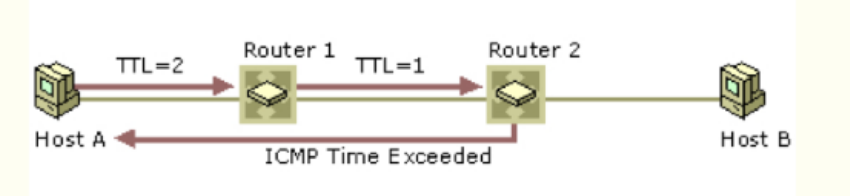 Router 1
Router 2
TTL=2
TTL=1
Host A
Host B
ICMP Time Exceeded